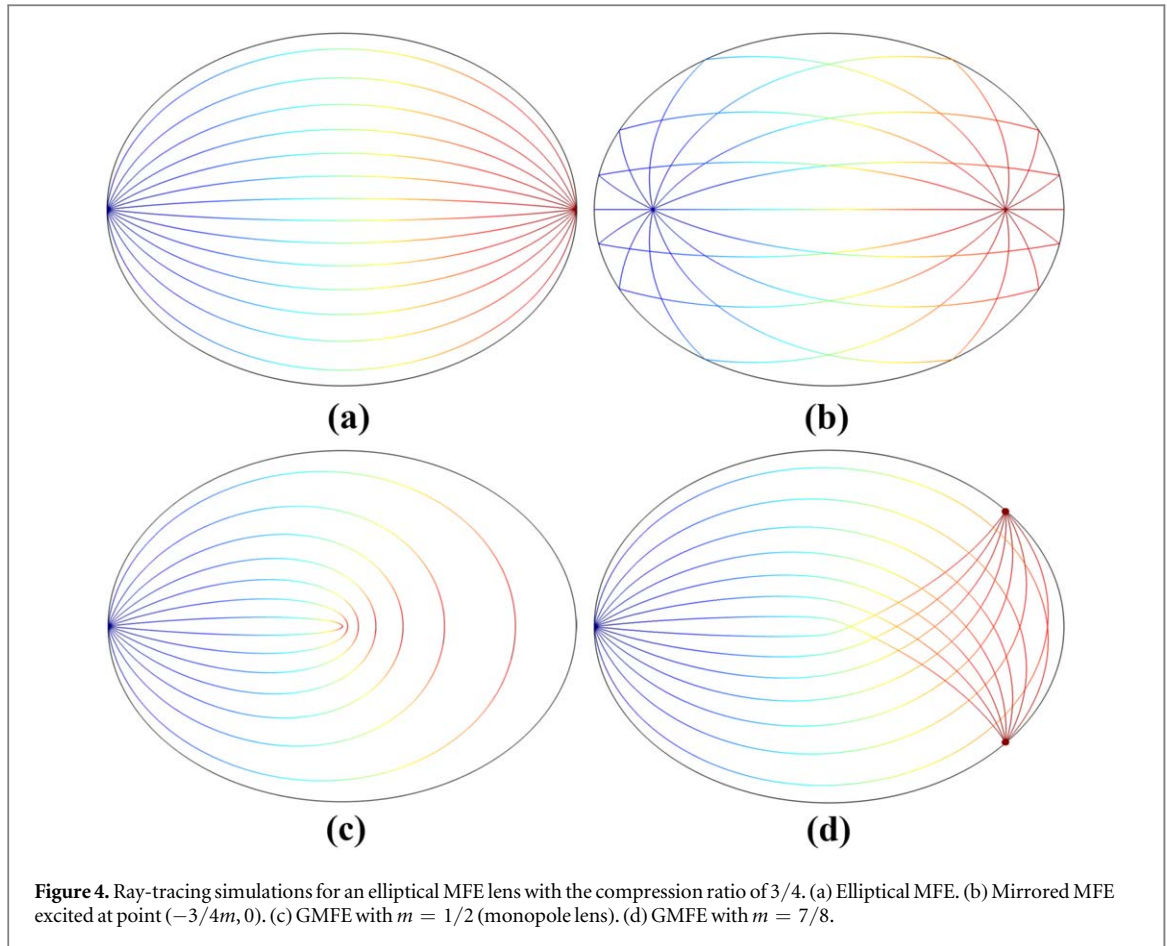 (a)
(b)
(c)
(d)
Figure 4. Ray-tracing simulations for an elliptical MFE lens with the compression ratio of 3/4. (a) Elliptical MFE. (b) Mirrored MFE
excited at point (−3/4m, 0). (c) GMFE with m = 1/2 (monopole lens). (d) GMFE with m = 7/8.